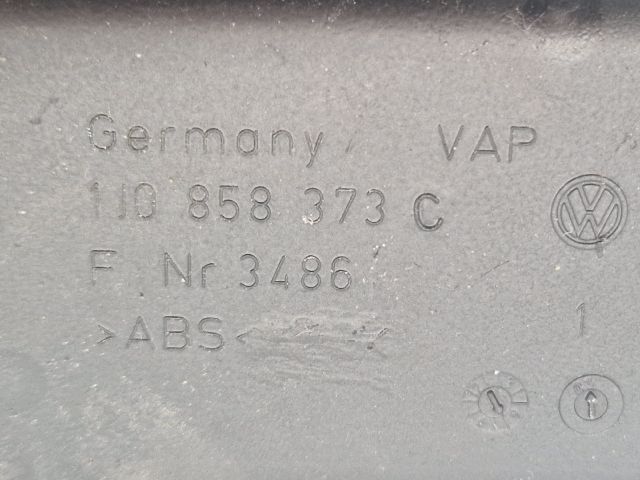 Germany VAP
1J0 858 373 C
F Nr 3486
>ABS<
1